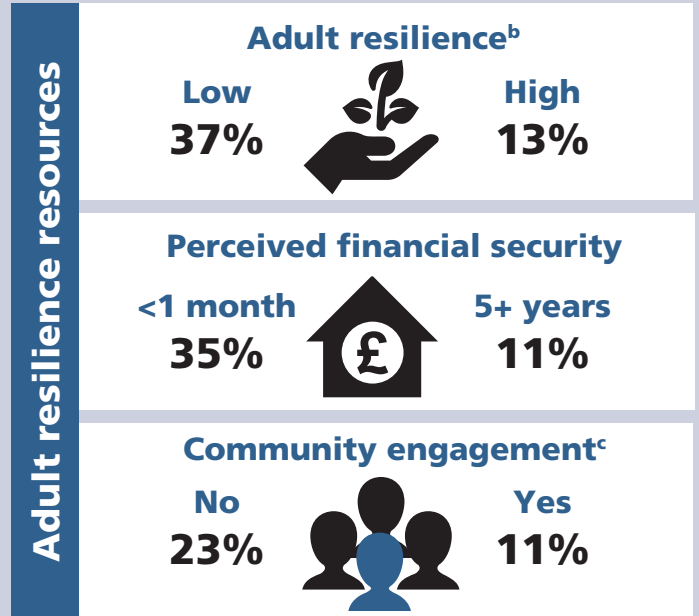 Adult resilience resources
Adult resilienceᵇ
Low High
37% 13%
Perceived financial security
<1 month 5+ years
£
35% 11%
Community engagementᶜ
No Yes
23% 11%